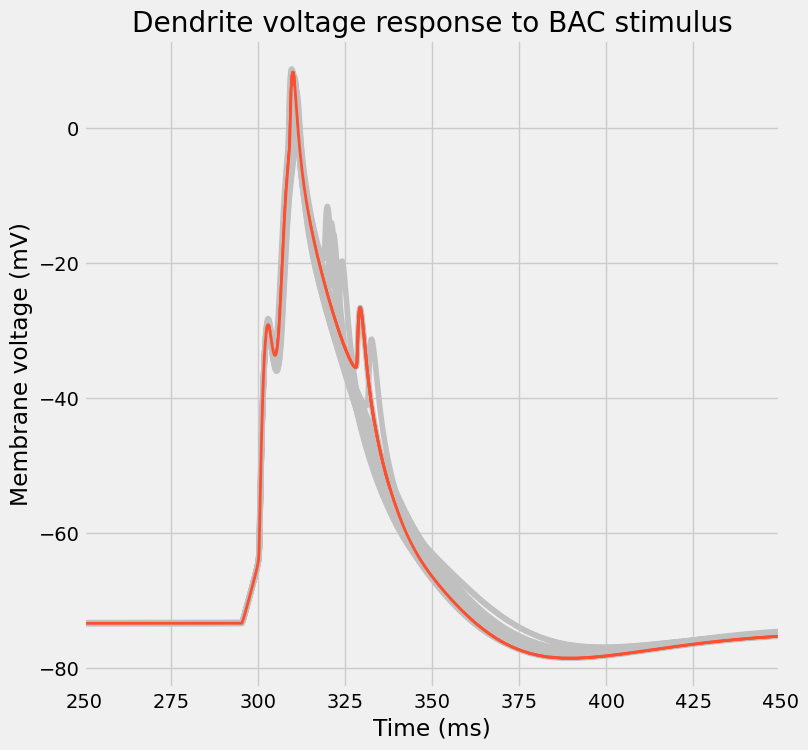 Dendrite voltage response to BAC stimulus
Membrane voltage (mV)
0
−20
−40
−60
−80
250 275 300 325 350 375 400 425 450
Time (ms)